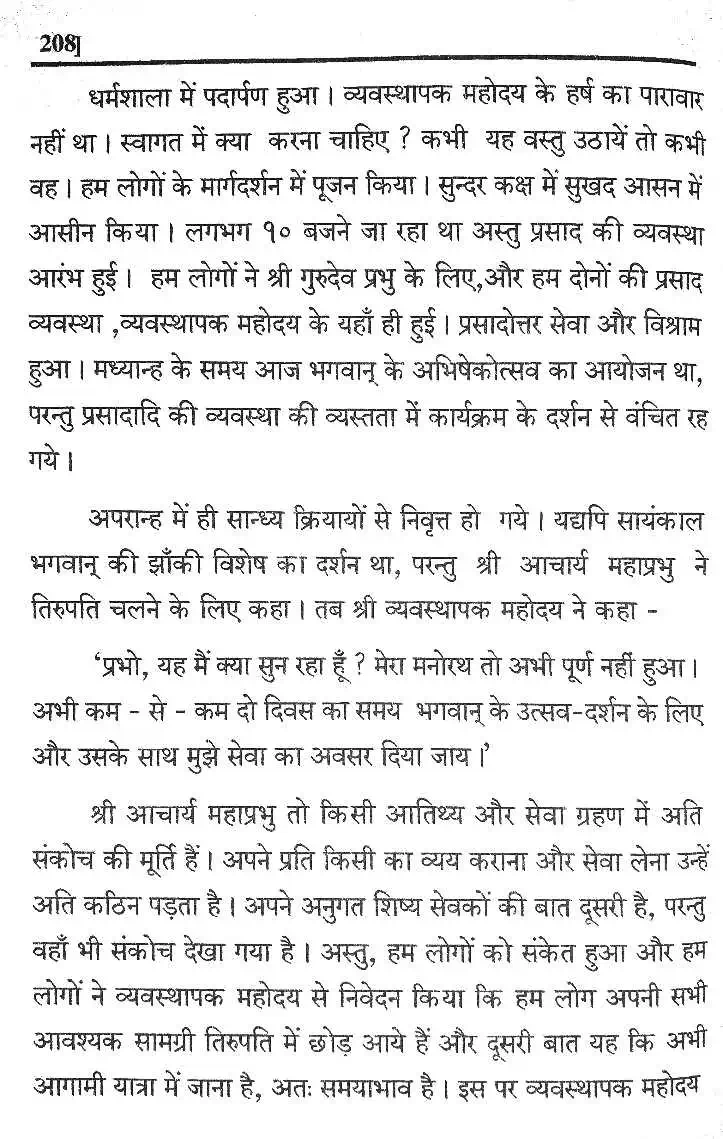 208]
धर्मशाला में पदार्पण हुआ। व्यवस्थापक महोदय के हर्ष का पारावार
नहीं था। स्वागत में क्या करना चाहिए ? कभी यह वस्तु उठायें तो कभी
वह। हम लोगों के मार्गदर्शन में पूजन किया। सुन्दर कक्ष में सुखद आसन में
आसीन किया। लगभग १० बजने जा रहा था अस्तु प्रसाद की व्यवस्था
आरंभ हुई। हम लोगों ने श्री गुरुदेव प्रभु के लिए,और हम दोनों की प्रसाद
व्यवस्था ,व्यवस्थापक महोदय के यहाँ ही हुई। प्रसादोत्तर सेवा और विश्राम
हुआ। मध्यान्ह के समय आज भगवान् के अभिषेकोत्सव का आयोजन था,
परन्तु प्रसादादि की व्यवस्था की व्यस्तता में कार्यक्रम के दर्शन से वंचित रह
गये।
अपरान्ह में ही सान्ध्य क्रियायों से निवृत्त हो गये। यद्यपि सायंकाल
भगवान् की झाँकी विशेष का दर्शन था, परन्तु श्री आचार्य महाप्रभु ने
तिरुपति चलने के लिए कहा। तब श्री व्यवस्थापक महोदय ने कहा -
‘प्रभो, यह मैं क्या सुन रहा हूँ ? मेरा मनोरथ तो अभी पूर्ण नहीं हुआ।
अभी कम - से - कम दो दिवस का समय भगवान् के उत्सव-दर्शन के लिए
और उसके साथ मुझे सेवा का अवसर दिया जाय।’
श्री आचार्य महाप्रभु तो किसी आतिथ्य और सेवा ग्रहण में अति
संकोच की मूर्ति हैं। अपने प्रति किसी का व्यय कराना और सेवा लेना उन्हें
अति कठिन पड़ता है। अपने अनुगत शिष्य सेवकों की बात दूसरी है, परन्तु
वहाँ भी संकोच देखा गया है। अस्तु, हम लोगों को संकेत हुआ और हम
लोगों ने व्यवस्थापक महोदय से निवेदन किया कि हम लोग अपनी सभी
आवश्यक सामग्री तिरुपति में छोड़ आये हैं और दूसरी बात यह कि अभी
आगामी यात्रा में जाना है, अतः समयाभाव है। इस पर व्यवस्थापक महोदय